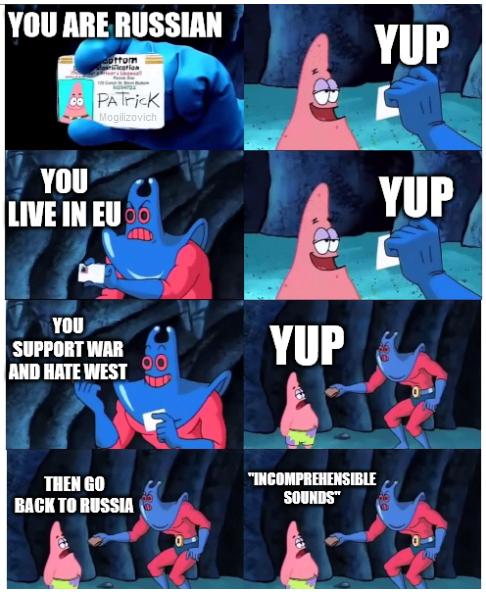 YOU ARE RUSSIAN
YUP
PATricK
Mogilizovich
YOU
LIVE IN EU
YUP
YOU
SUPPORT WAR
AND HATE WEST
YUP
THEN GO
BACK TO RUSSIA
"INCOMPREHENSIBLE
SOUNDS"